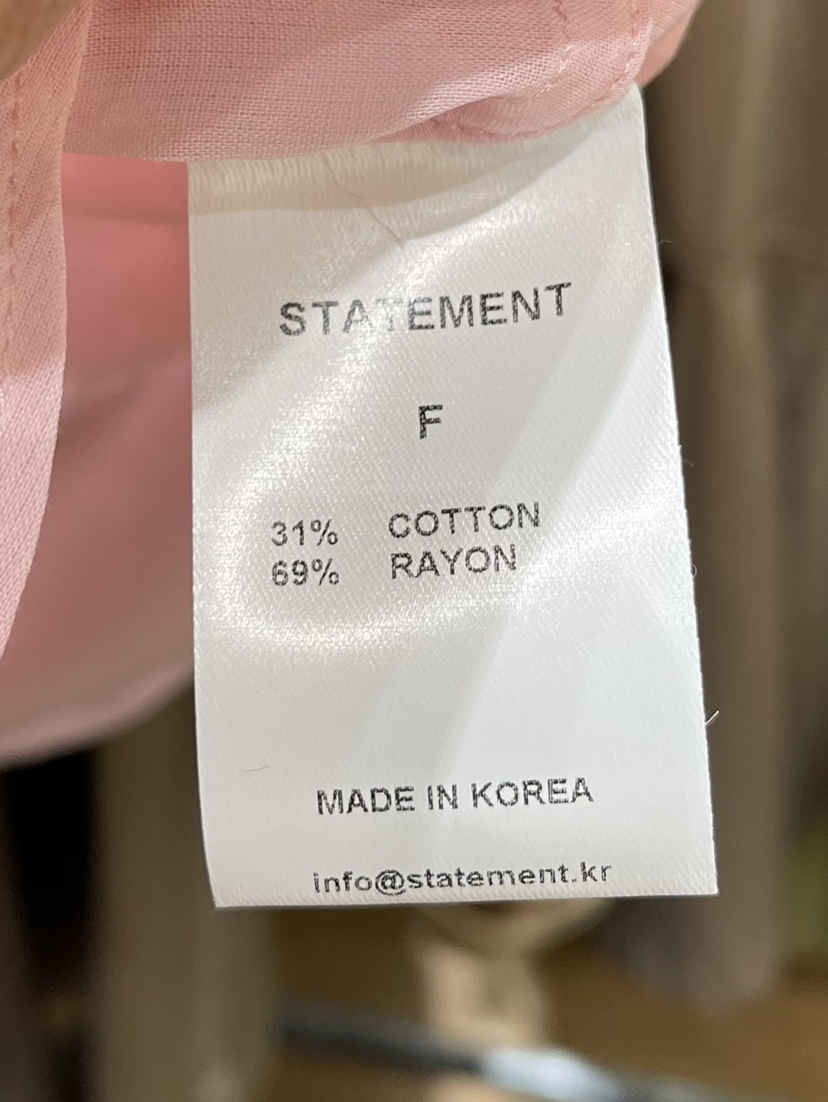 STATEMENT
F
31% COTTON
69% RAYON
MADE IN KOREA
info@statement.kr